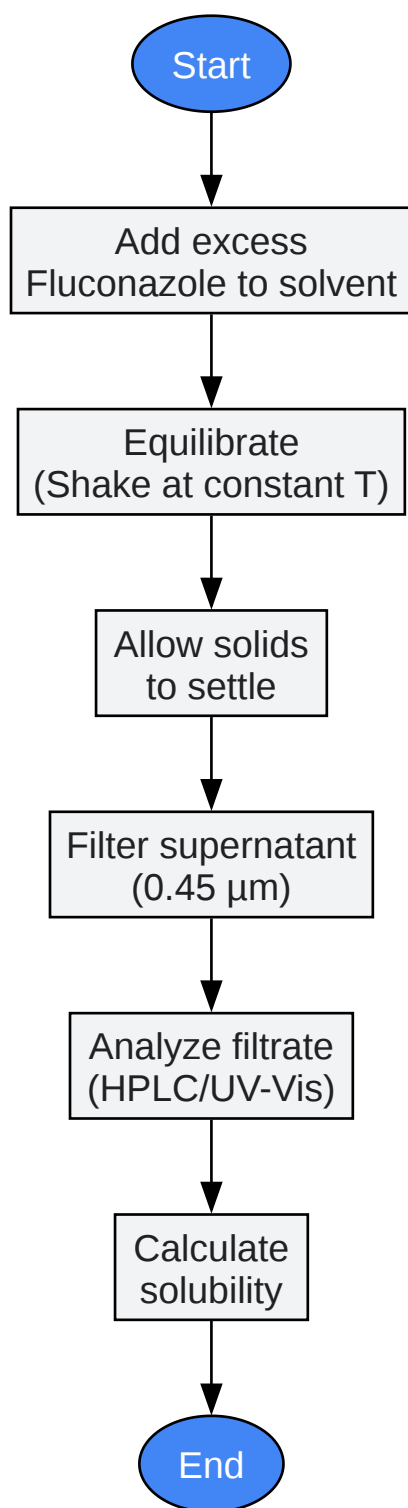 Start
Add excess
Fluconazole to solvent
Equilibrate
(Shake at constant T)
Allow solids
to settle
Filter supernatant
(0.45 µm)
Analyze filtrate
(HPLC/UV-Vis)
Calculate
solubility
End